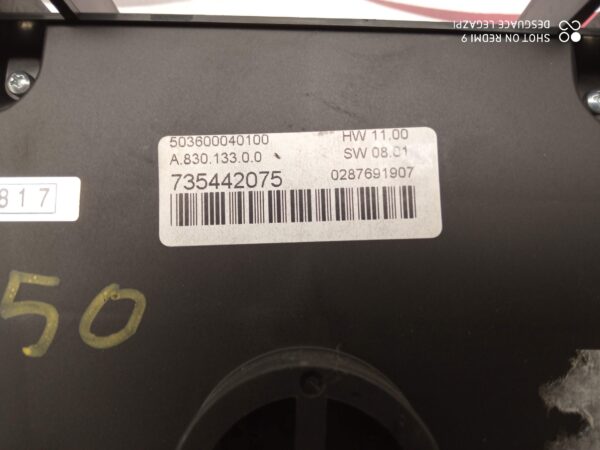 SHOT ON REDMI 9
DESGUACE LEGAZPI
503600040100 HW 11.00
A.830.133.0.0 SW 08.01
735442075 0287691907
817
50